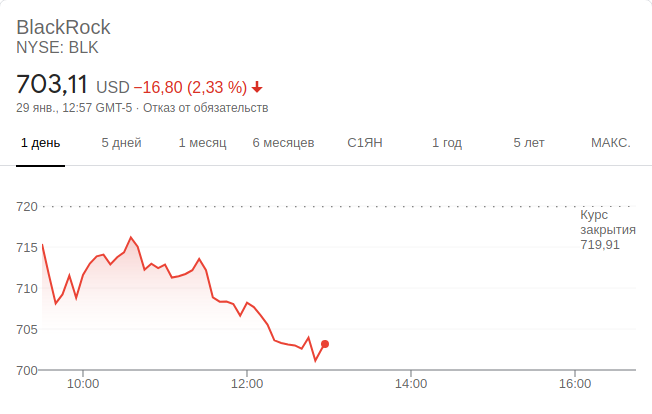 BlackRock
NYSE: BLK
703,11 USD −16,80 (2,33 %)
29 янв., 12:57 GMT-5 · Отказ от обязательств
1 день 5 дней 1 месяц 6 месяцев С1ЯН 1 год 5 лет МАКС.
720
Курс
закрытия
719,91
715
710
705
700
10:00 12:00 14:00 16:00